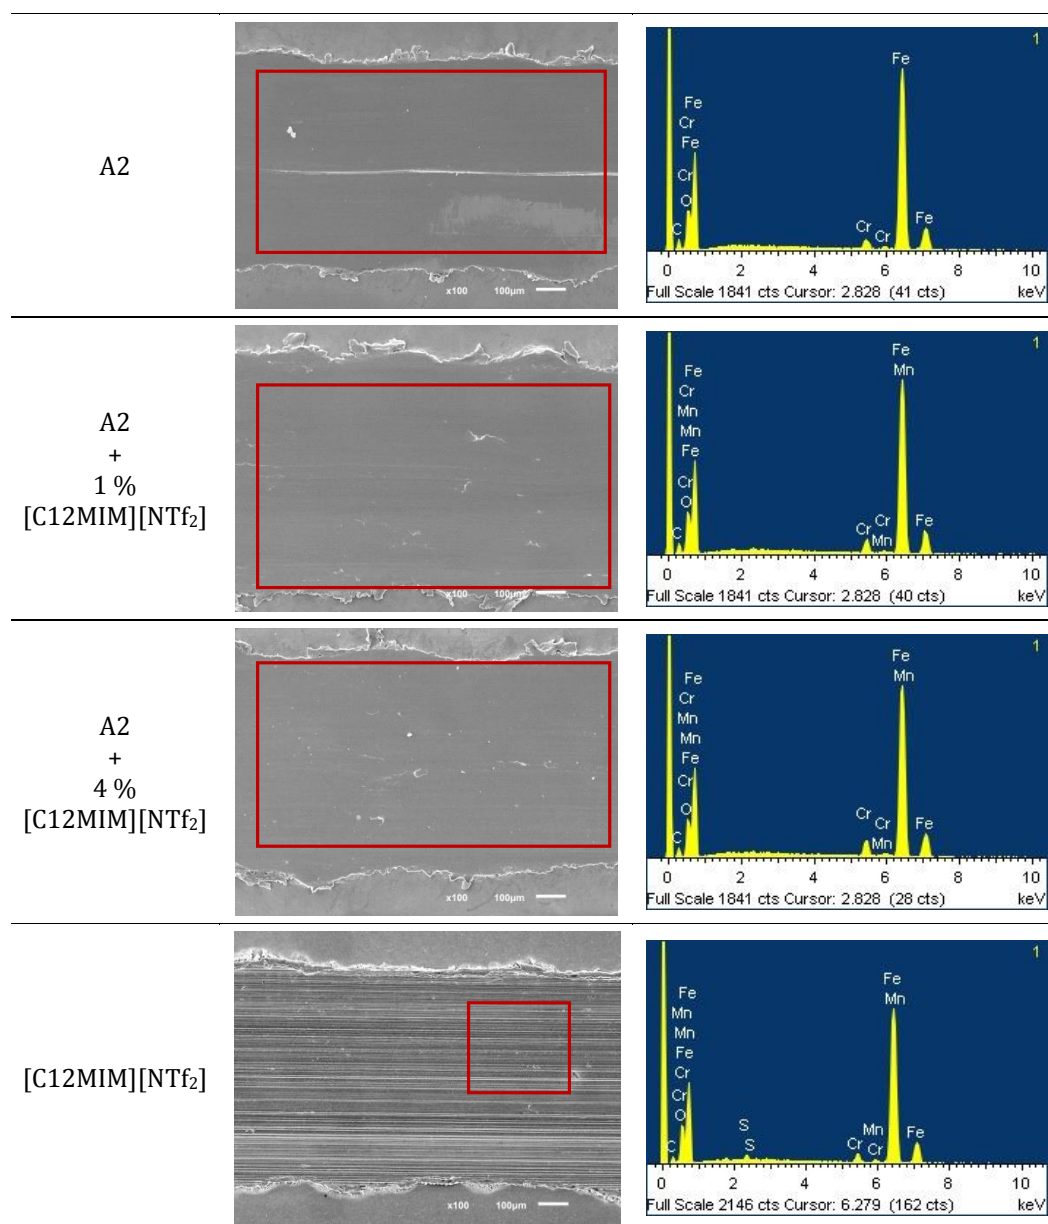 A2
x100 100µm
1
Fe
Fe
Cr
Fe
Cr
O
C
Cr
Cr
Fe
0 2 4 6 8 10
Full Scale 1841 cts Cursor: 2.828 (41 cts) keV
A2
+
1 %
[C12MIM][NTf₂]
x100 100µm
1
Fe
Mn
Fe
Cr
Mn
Mn
Fe
Cr
O
C
Cr
Cr
Mn
Fe
0 2 4 6 8 10
Full Scale 1841 cts Cursor: 2.828 (40 cts) keV
A2
+
4 %
[C12MIM][NTf₂]
x100 100µm
1
Fe
Mn
Fe
Cr
Mn
Mn
Fe
Cr
O
C
Cr
Cr
Mn
Fe
0 2 4 6 8 10
Full Scale 1841 cts Cursor: 2.828 (28 cts) keV
[C12MIM][NTf₂]
x100 100µm
1
Fe
Mn
Fe
Mn
Mn
Fe
Cr
Cr
O
C
S
S
Cr
Mn
Cr
Fe
0 2 4 6 8 10
Full Scale 2146 cts Cursor: 6.279 (162 cts) keV